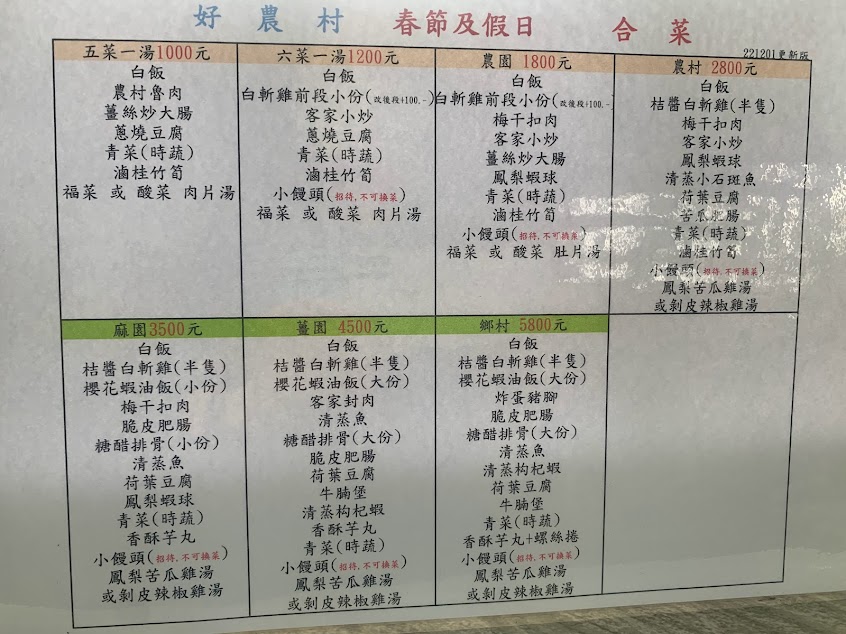 好農村 春節及假日 合菜
221201更新版
五菜一湯1000元
白飯
農村魯肉
薑絲炒大腸
蔥燒豆腐
青菜(時蔬)
滷桂竹筍
福菜 或 酸菜 肉片湯
六菜一湯1200元
白飯
白斬雞前段小份(改後段+100.-)
客家小炒
蔥燒豆腐
青菜(時蔬)
滷桂竹筍
小饅頭(招待,不可換菜)
福菜 或 酸菜 肉片湯
農園 1800元
白飯
白斬雞前段小份(改後段+100.-
梅干扣肉
客家小炒
薑絲炒大腸
鳳梨蝦球
青菜(時蔬)
滷桂竹筍
小饅頭(招待,不可換菜)
福菜 或 酸菜 肚片湯
農村 2800元
白飯
桔醬白斬雞(半隻)
梅干扣肉
客家小炒
鳳梨蝦球
清蒸小石斑魚
荷葉豆腐
苦瓜肥腸
青菜(時蔬)
滷桂竹筍
小饅頭(招待,不可換菜)
鳳梨苦瓜雞湯
或剝皮辣椒雞湯
麻園3500元
白飯
桔醬白斬雞(半隻)
櫻花蝦油飯(小份)
梅干扣肉
脆皮肥腸
糖醋排骨(小份)
清蒸魚
荷葉豆腐
鳳梨蝦球
青菜(時蔬)
香酥芋丸
小饅頭(招待,不可換菜)
鳳梨苦瓜雞湯
或剝皮辣椒雞湯
薑園 4500元
白飯
桔醬白斬雞(半隻)
櫻花蝦油飯(大份)
客家封肉
清蒸魚
糖醋排骨(大份)
脆皮肥腸
荷葉豆腐
牛腩堡
清蒸枸杞蝦
香酥芋丸
青菜(時蔬)
小饅頭(招待,不可換菜)
鳳梨苦瓜雞湯
或剝皮辣椒雞湯
鄉村 5800元
白飯
桔醬白斬雞(半隻)
櫻花蝦油飯(大份)
炸蛋豬腳
脆皮肥腸
糖醋排骨(大份)
清蒸魚
清蒸枸杞蝦
荷葉豆腐
牛腩堡
青菜(時蔬)
香酥芋丸+螺絲捲
小饅頭(招待,不可換菜)
鳳梨苦瓜雞湯
或剝皮辣椒雞湯